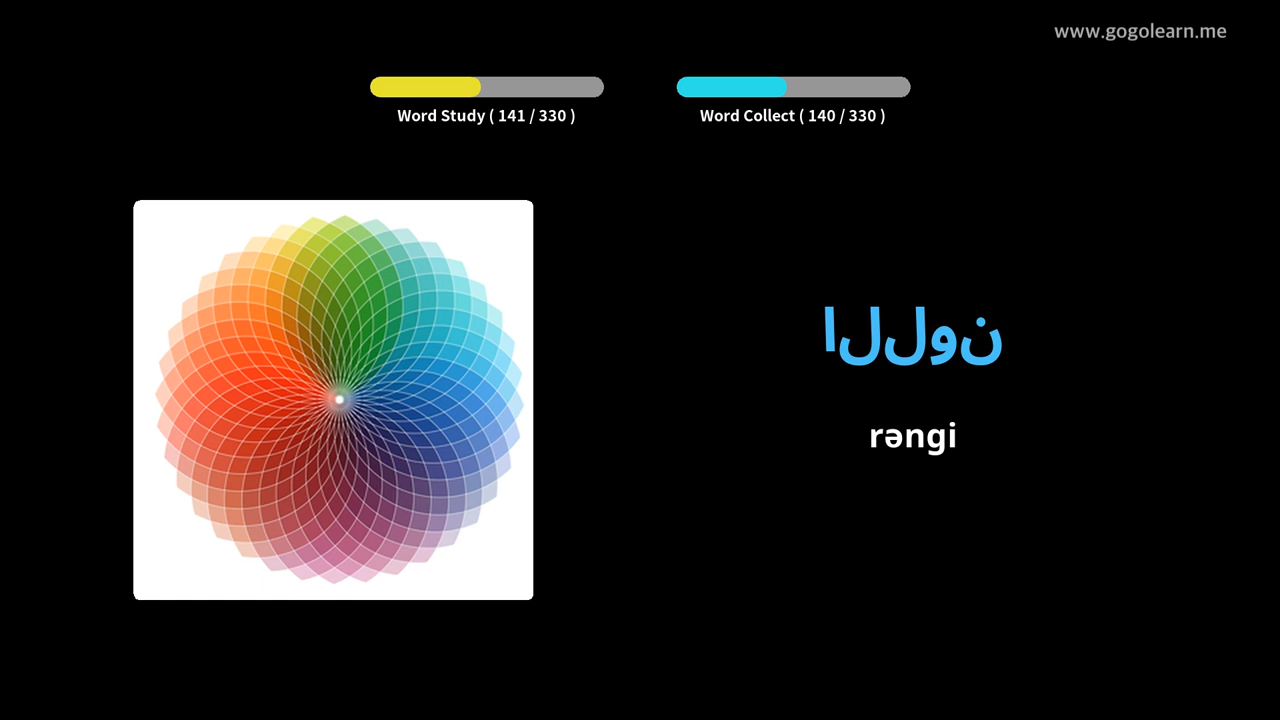 www.gogolearn.me
Word Study ( 141 / 330 )
Word Collect ( 140 / 330 )
اللون
rəngi